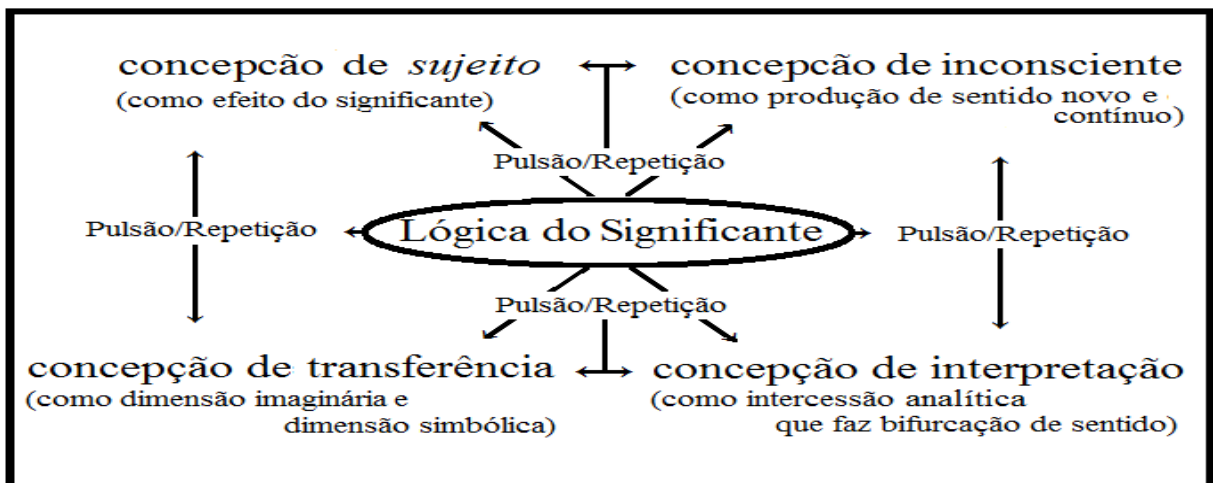 concepcão de sujeito
(como efeito do significante)
concepcão de inconsciente
(como produção de sentido novo e
contínuo)
Pulsão/Repetição
Pulsão/Repetição
Lógica do Significante
Pulsão/Repetição
Pulsão/Repetição
concepção de transferência
(como dimensão imaginária e
dimensão simbólica)
concepção de interpretação
(como intercessão analítica
que faz bifurcação de sentido)